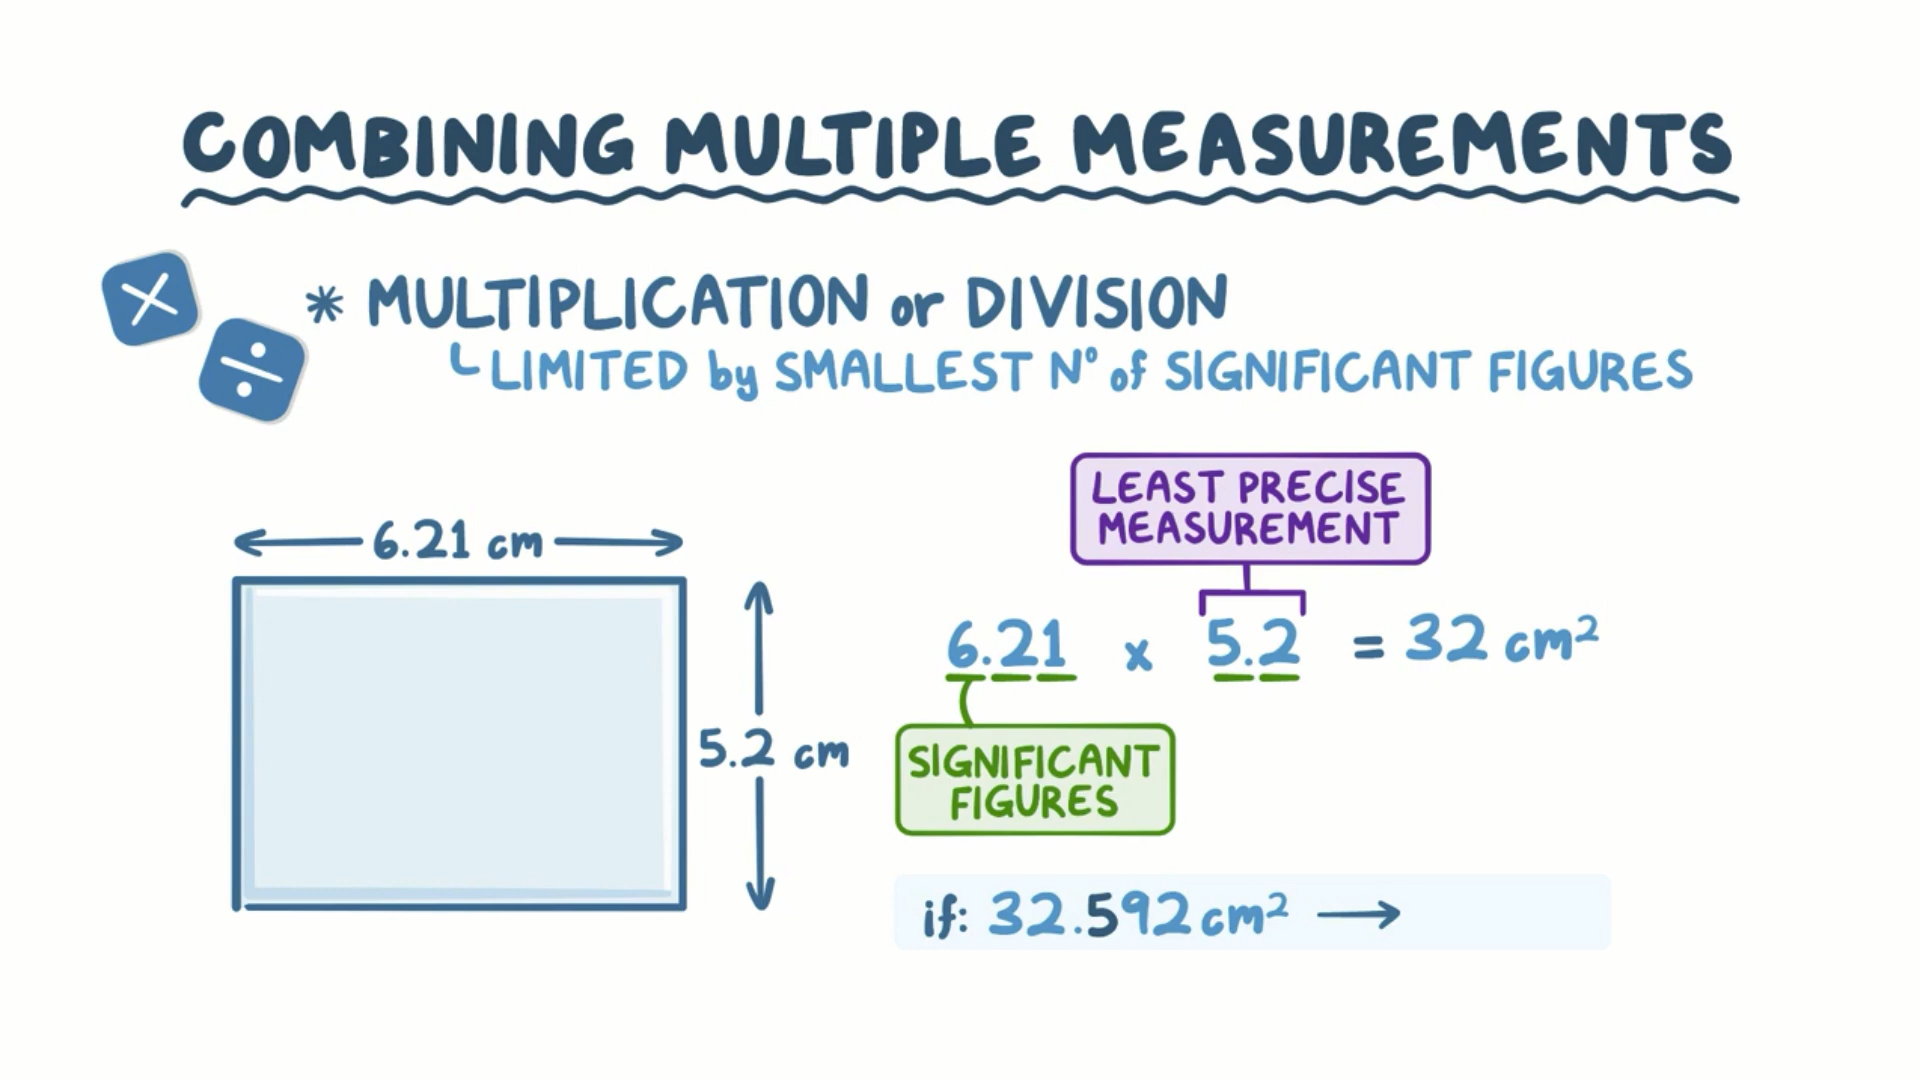 COMBINING MULTIPLE MEASUREMENTS
× ÷
* MULTIPLICATION or DIVISION
LIMITED by SMALLEST Nº of SIGNIFICANT FIGURES
LEAST PRECISE
MEASUREMENT
6.21 cm
5.2 cm
6.21 x 5.2 = 32 cm²
SIGNIFICANT
FIGURES
if: 32.592 cm² →